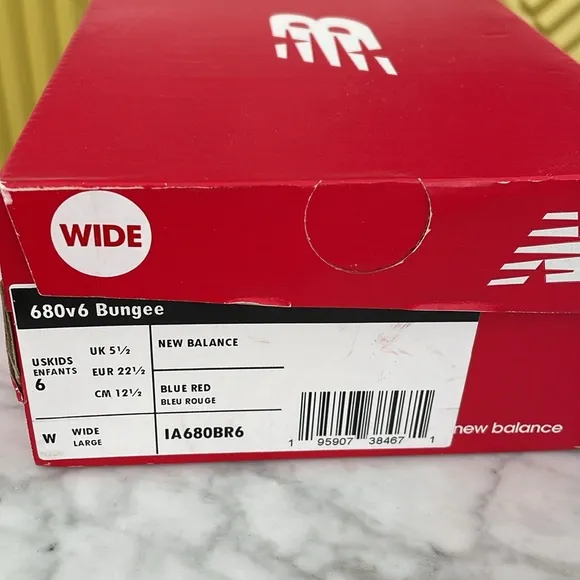 WIDE
680v6 Bungee
USKIDS
ENFANTS
6
UK 5½
EUR 22½
CM 12½
NEW BALANCE
BLUE RED
BLEU ROUGE
W
WIDE
LARGE
IA680BR6
1 95907 38467 1
new balance